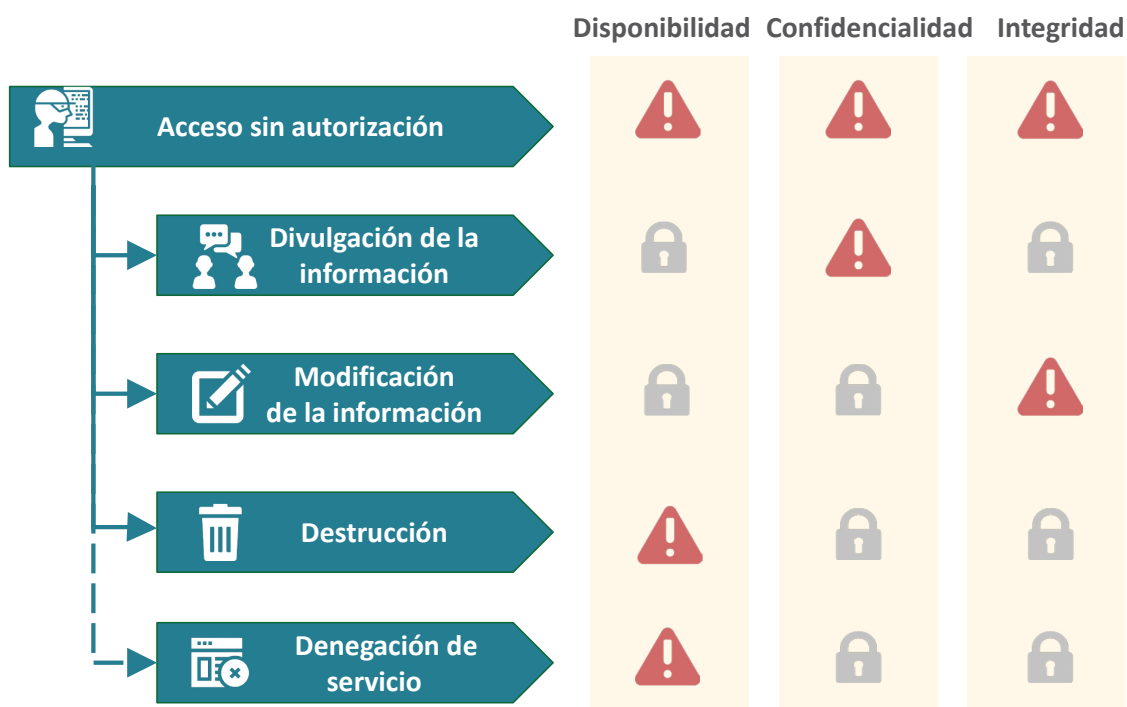 Disponibilidad Confidencialidad Integridad
Acceso sin autorización
Divulgación de la
información
Modificación
de la información
Destrucción
Denegación de
servicio